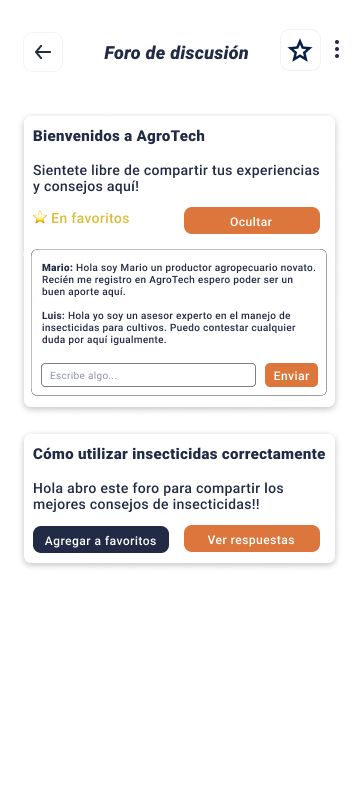 Foro de discusión
Bienvenidos a AgroTech
Sientete libre de compartir tus experiencias
y consejos aquí!
En favoritos
Ocultar
Mario: Hola soy Mario un productor agropecuario novato.
Recién me registro en AgroTech espero poder ser un
buen aporte aquí.
Luis: Hola yo soy un asesor experto en el manejo de
insecticidas para cultivos. Puedo contestar cualquier
duda por aquí igualmente.
Escribe algo...
Enviar
Cómo utilizar insecticidas correctamente
Hola abro este foro para compartir los
mejores consejos de insecticidas!!
Agregar a favoritos
Ver respuestas